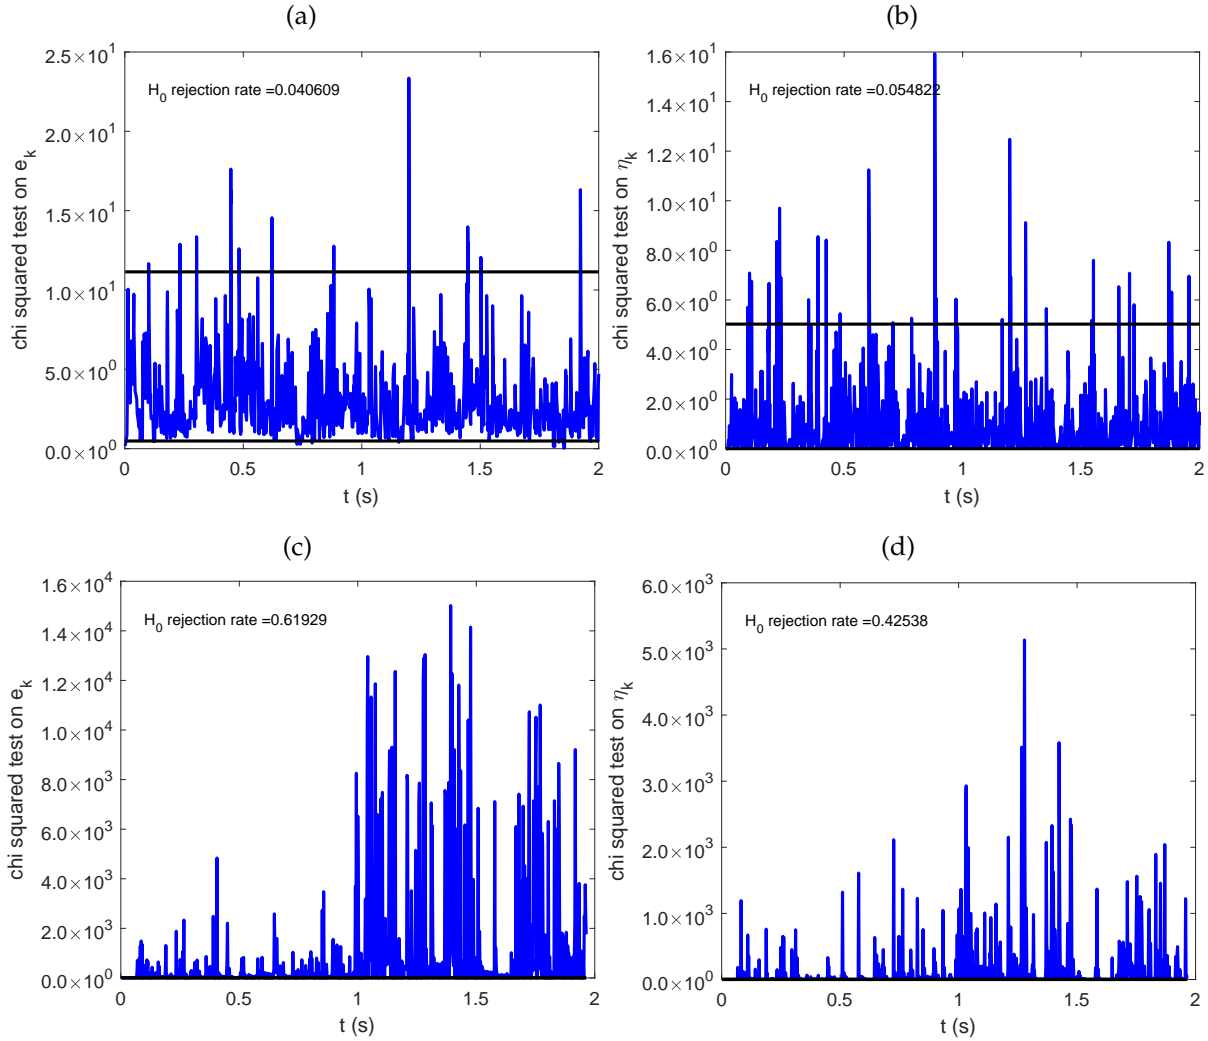 (a)
2.5×10^1
2.0×10^1
1.5×10^1
1.0×10^1
5.0×10^0
0.0×10^0
chi squared test on e_k
H_0 rejection rate =0.040609
0 0.5 1 1.5 2
t (s)
(b)
1.6×10^1
1.4×10^1
1.2×10^1
1.0×10^1
8.0×10^0
6.0×10^0
4.0×10^0
2.0×10^0
0.0×10^0
chi squared test on η_k
H_0 rejection rate =0.054822
0 0.5 1 1.5 2
t (s)
(c)
1.6×10^4
1.4×10^4
1.2×10^4
1.0×10^4
8.0×10^3
6.0×10^3
4.0×10^3
2.0×10^3
0.0×10^0
chi squared test on e_k
H_0 rejection rate =0.61929
0 0.5 1 1.5 2
t (s)
(d)
6.0×10^3
5.0×10^3
4.0×10^3
3.0×10^3
2.0×10^3
1.0×10^3
0.0×10^0
chi squared test on η_k
H_0 rejection rate =0.42538
0 0.5 1 1.5 2
t (s)